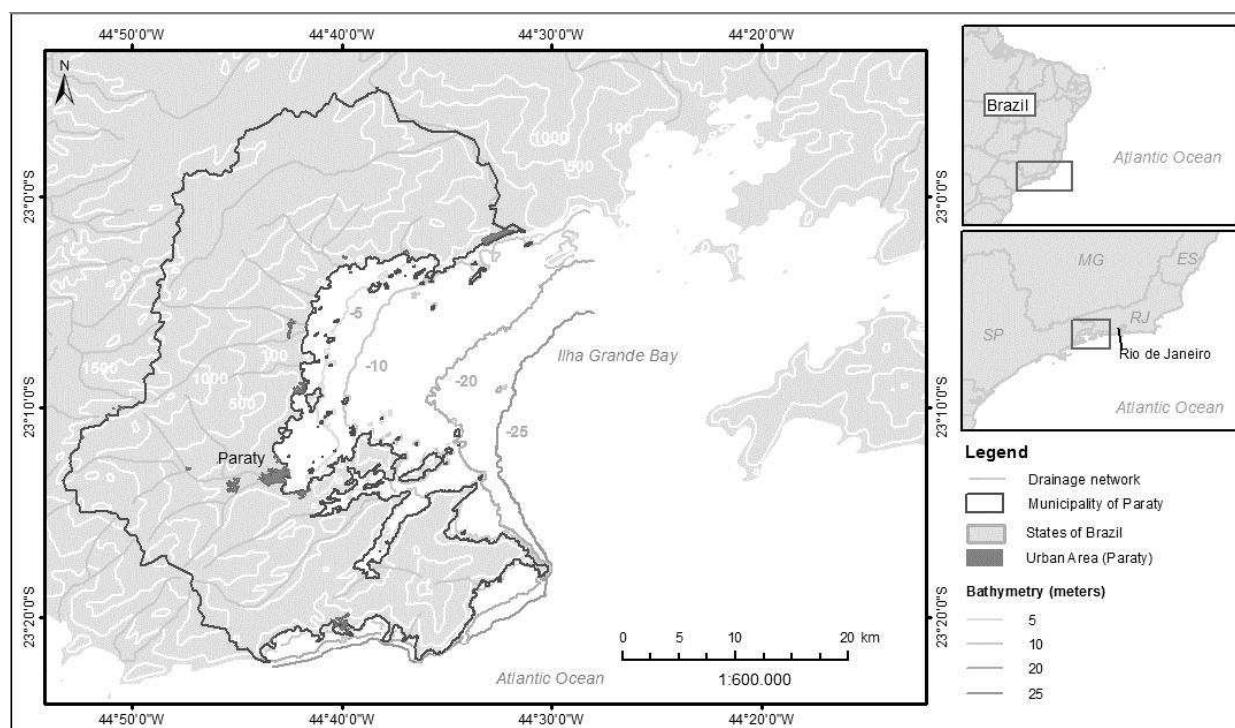 44°50'0"W 44°40'0"W 44°30'0"W 44°20'0"W
N
1000
100
500
23°0'0"S
23°0'0"S
-5
Ilha Grande Bay
100
-10
1500
1000
-20
500
23°10'0"S
23°10'0"S
-25
Paraty
23°20'0"S
23°20'0"S
0 5 10 20 km
1:600.000
Atlantic Ocean
44°50'0"W 44°40'0"W 44°30'0"W 44°20'0"W
Brazil
Atlantic Ocean
MG
ES
SP
RJ
Rio de Janeiro
Atlantic Ocean
Legend
Drainage network
Municipality of Paraty
States of Brazil
Urban Area (Paraty)
Bathymetry (meters)
5
10
20
25